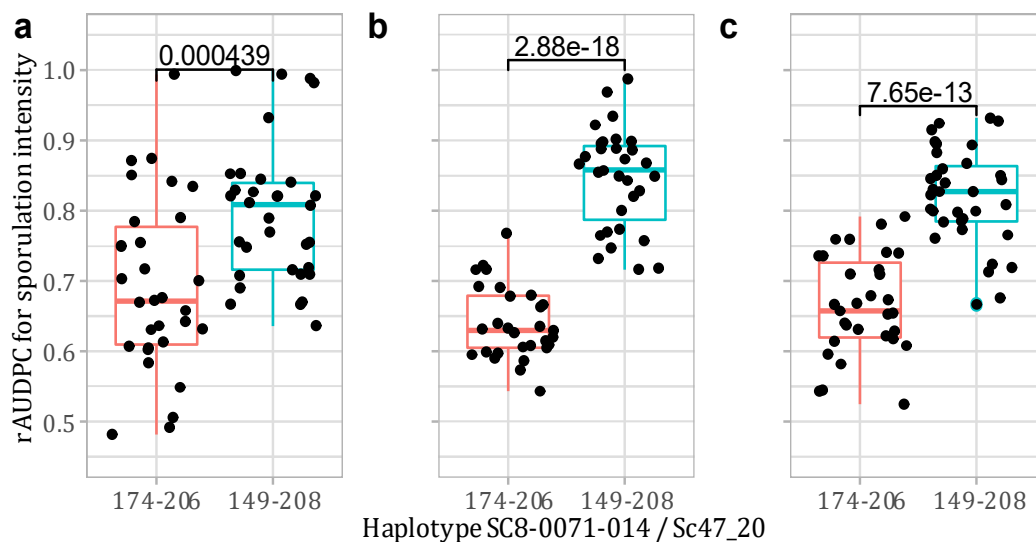 a b c
0.000439 2.88e-18 7.65e-13
rAUDPC for sporulation intensity
1.0
0.9
0.8
0.7
0.6
0.5
174-206 149-208 174-206 149-208 174-206 149-208
Haplotype SC8-0071-014 / Sc47_20